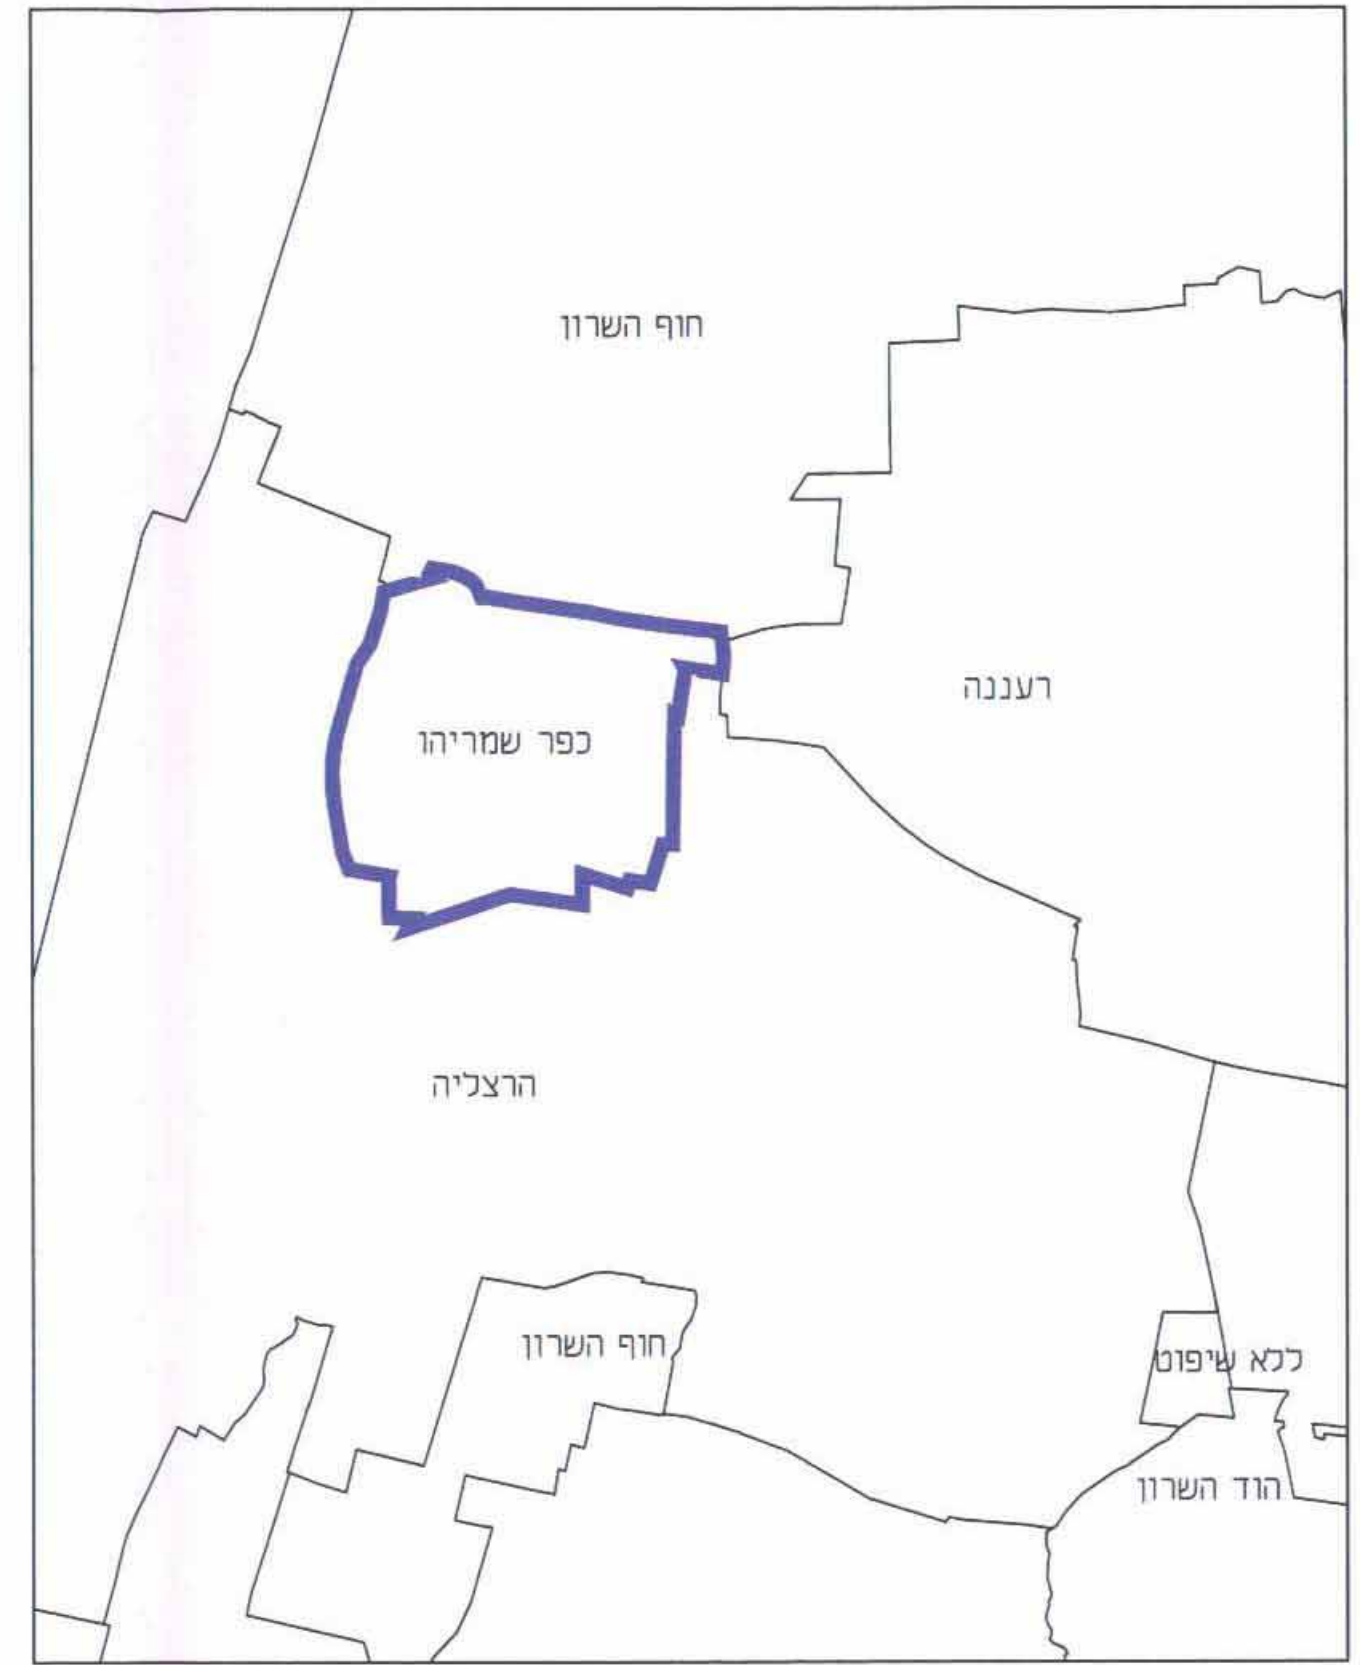 חוף השרון
רעננה
כפר שמריהו
הרצליה
חוף השרון
ללא שיפוט
הוד השרון